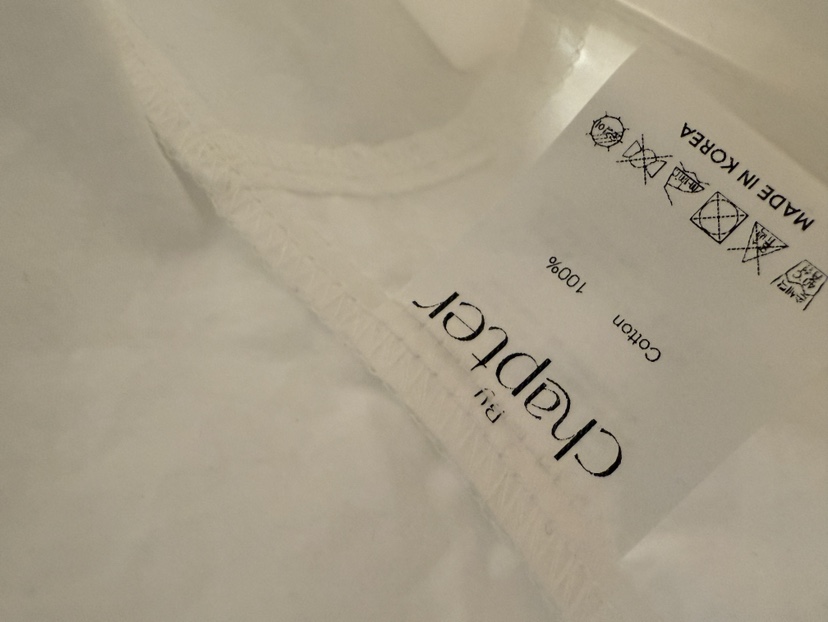 By
chapter
Cotton 100%
MADE IN KOREA